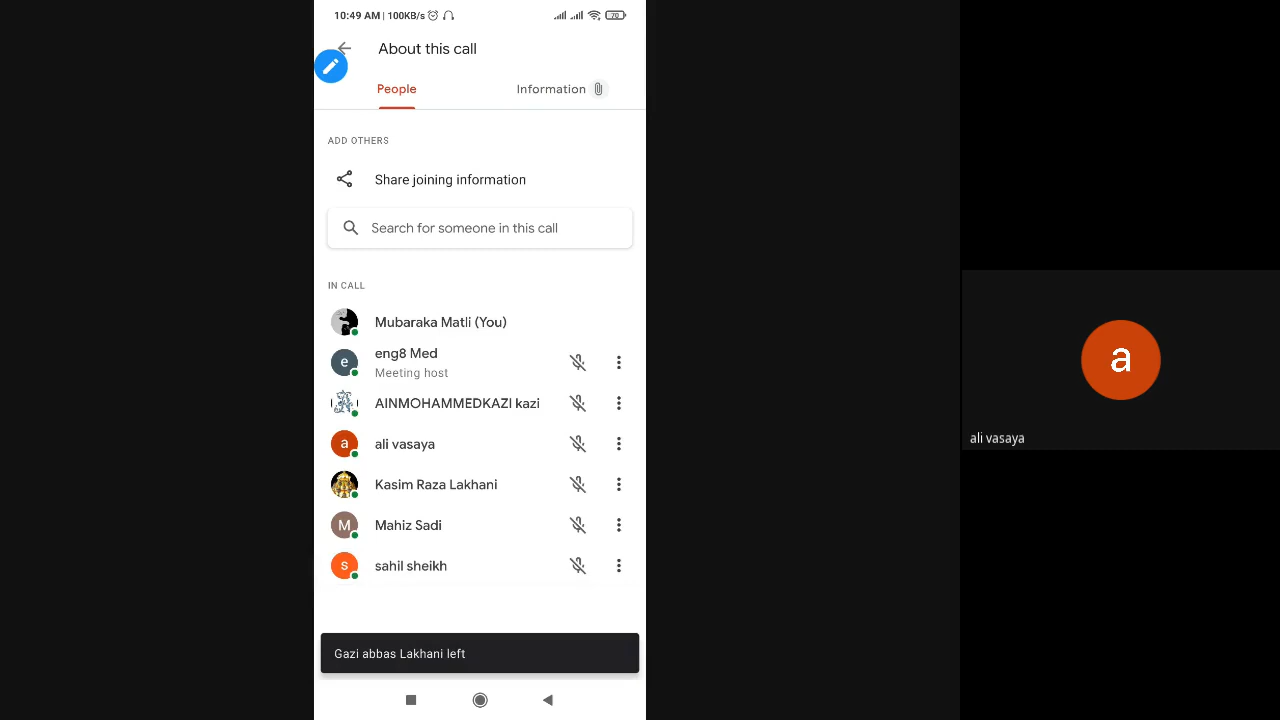 10:49 AM | 100KB/s
70
About this call
People
Information
ADD OTHERS
Share joining information
Search for someone in this call
IN CALL
Mubaraka Matli (You)
e
eng8 Med
Meeting host
AINMOHAMMEDKAZI kazi
a
ali vasaya
Kasim Raza Lakhani
M
Mahiz Sadi
s
sahil sheikh
Gazi abbas Lakhani left
a
ali vasaya